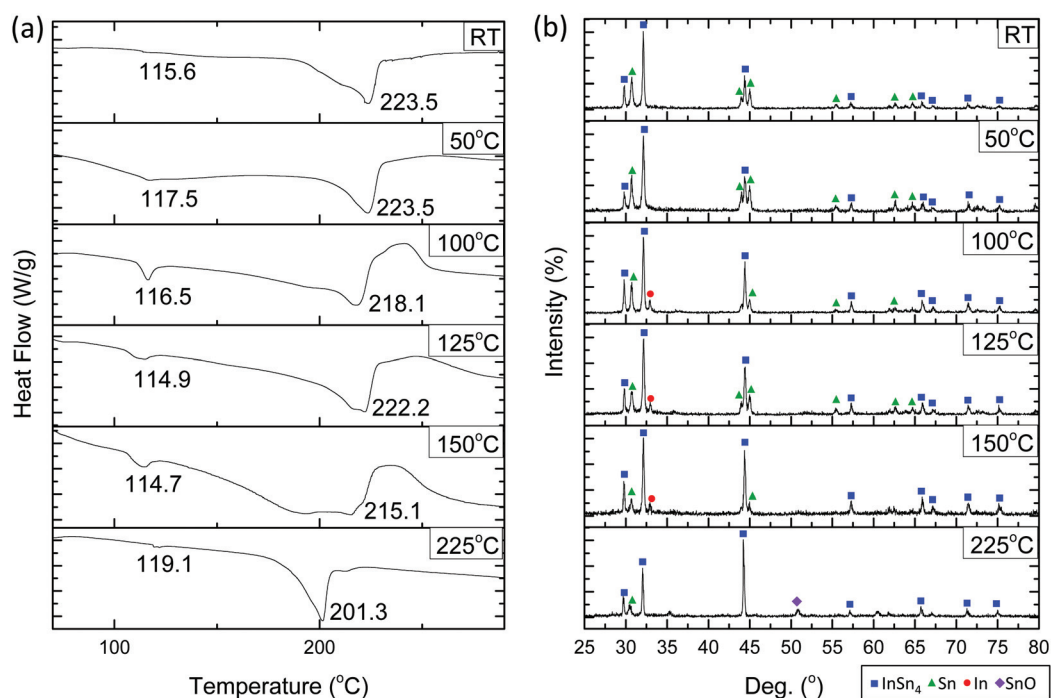 (a)
RT
115.6
223.5
50°C
117.5
223.5
100°C
116.5
218.1
125°C
114.9
222.2
150°C
114.7
215.1
225°C
119.1
201.3
Heat Flow (W/g)
100 200
Temperature (°C)
(b)
RT
50°C
100°C
125°C
150°C
225°C
Intensity (%)
25 30 35 40 45 50 55 60 65 70 75 80
Deg. (°)
InSn₄ Sn In SnO